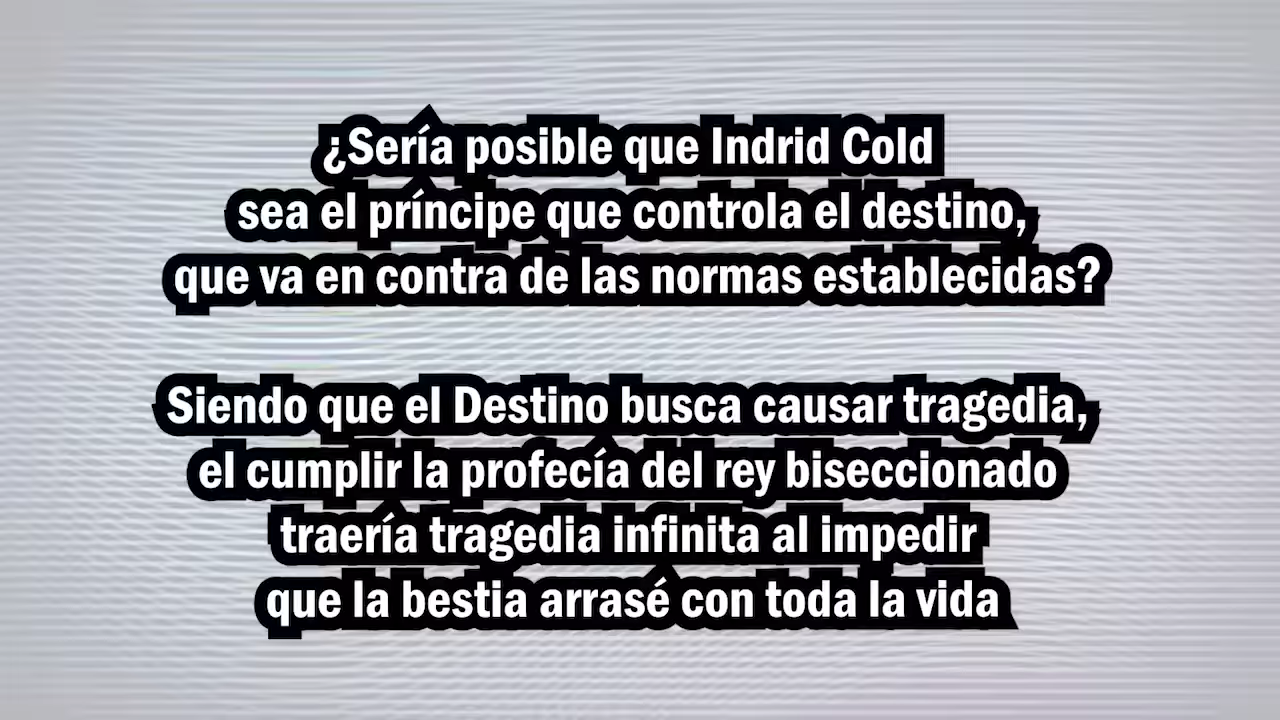 ¿Sería posible que Indrid Cold
sea el príncipe que controla el destino,
que va en contra de las normas establecidas?
Siendo que el Destino busca causar tragedia,
el cumplir la profecía del rey biseccionado
traería tragedia infinita al impedir
que la bestia arrasé con toda la vida